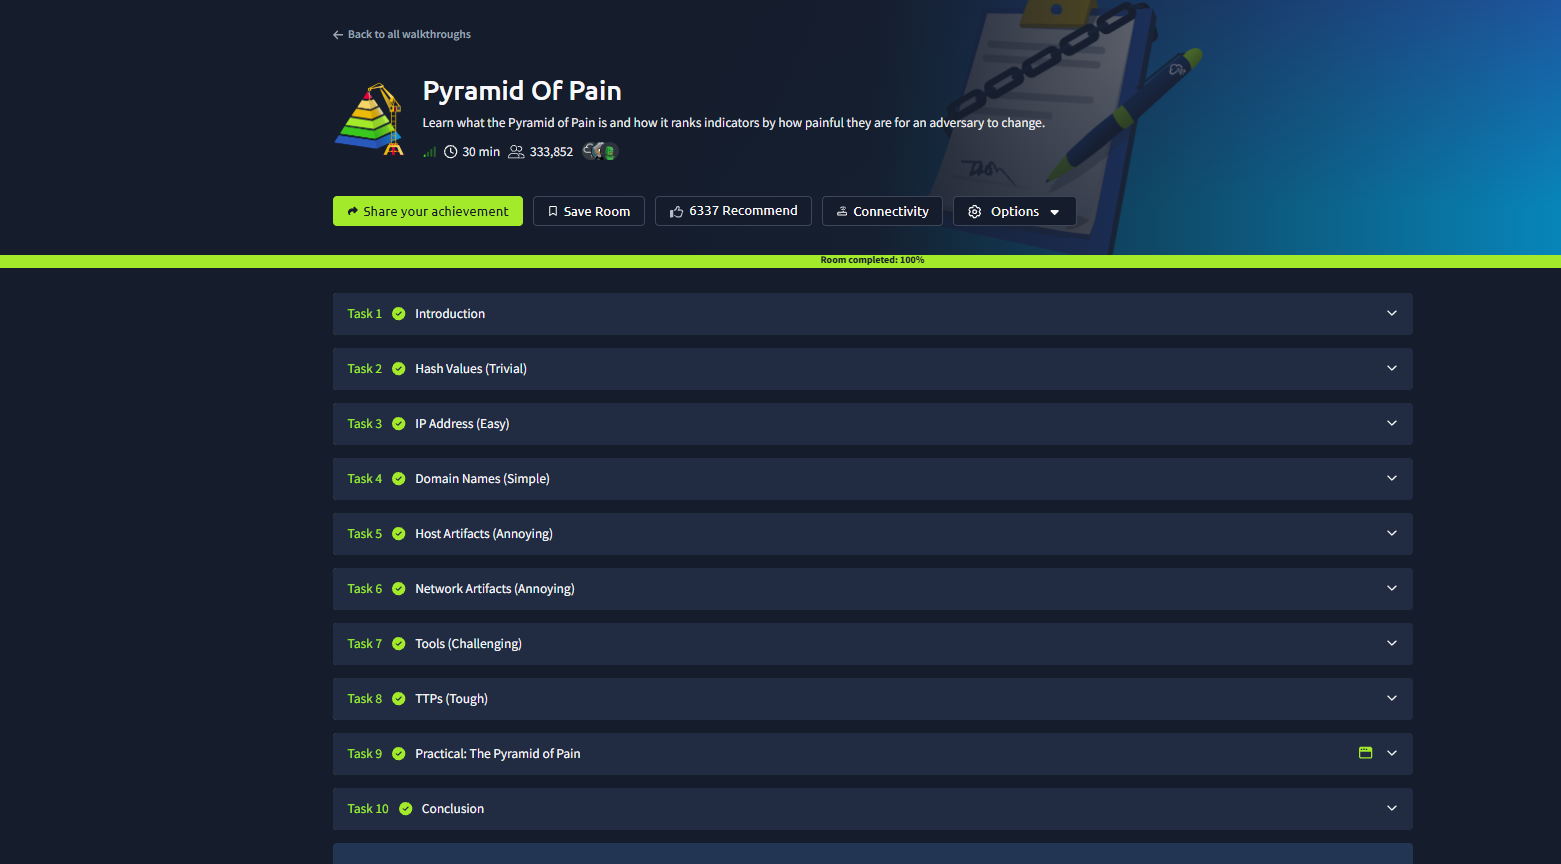 Back to all walkthroughs
Pyramid Of Pain
Learn what the Pyramid of Pain is and how it ranks indicators by how painful they are for an adversary to change.
30 min 333,852
Share your achievement Save Room 6337 Recommend Connectivity Options
Room completed: 100%
Task 1 Introduction
Task 2 Hash Values (Trivial)
Task 3 IP Address (Easy)
Task 4 Domain Names (Simple)
Task 5 Host Artifacts (Annoying)
Task 6 Network Artifacts (Annoying)
Task 7 Tools (Challenging)
Task 8 TTPs (Tough)
Task 9 Practical: The Pyramid of Pain
Task 10 Conclusion